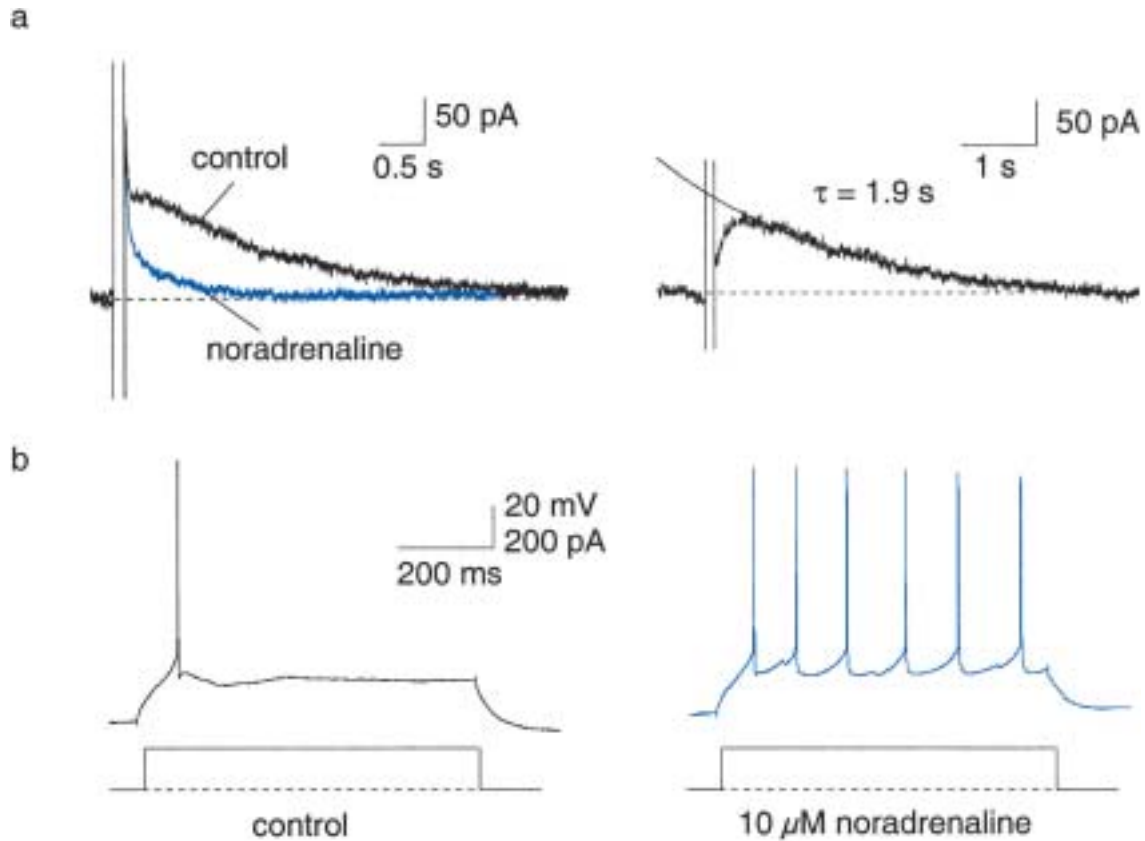 a
50 pA
0.5 s
control
noradrenaline
50 pA
1 s
τ = 1.9 s
b
20 mV
200 pA
200 ms
control
10 μM noradrenaline